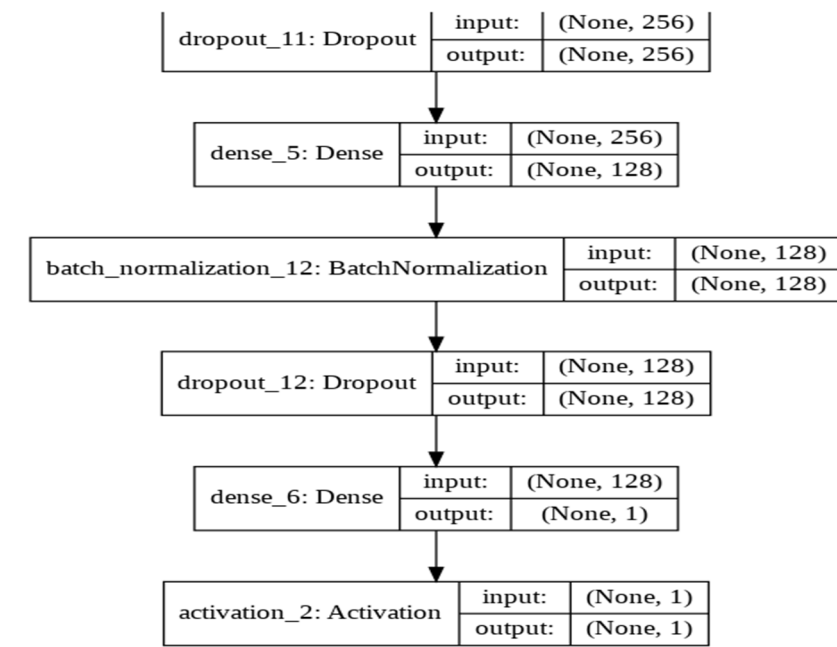 dropout_11: Dropout
input: (None, 256)
output: (None, 256)
dense_5: Dense
input: (None, 256)
output: (None, 128)
batch_normalization_12: BatchNormalization
input: (None, 128)
output: (None, 128)
dropout_12: Dropout
input: (None, 128)
output: (None, 128)
dense_6: Dense
input: (None, 128)
output: (None, 1)
activation_2: Activation
input: (None, 1)
output: (None, 1)